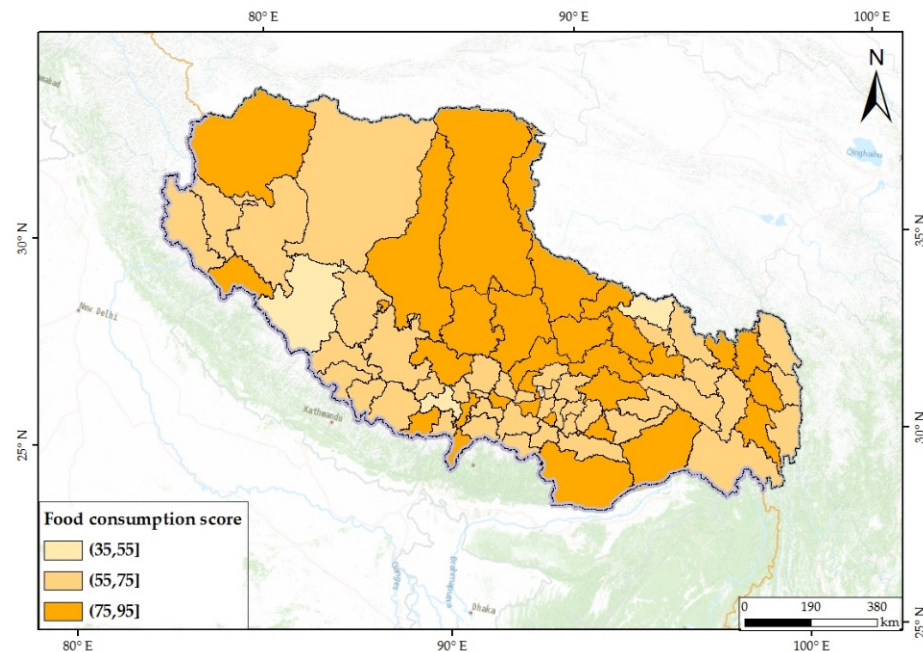 80° E 90° E 100° E
N
Qinghaihu
30° N
35° N
New Delhi
Kathmandu
30° N
25° N
Food consumption score
(35,55]
(55,75]
(75,95]
Ganges
Brahmaputra
Dhaka
0 190 380
km
25° N
80° E 90° E 100° E